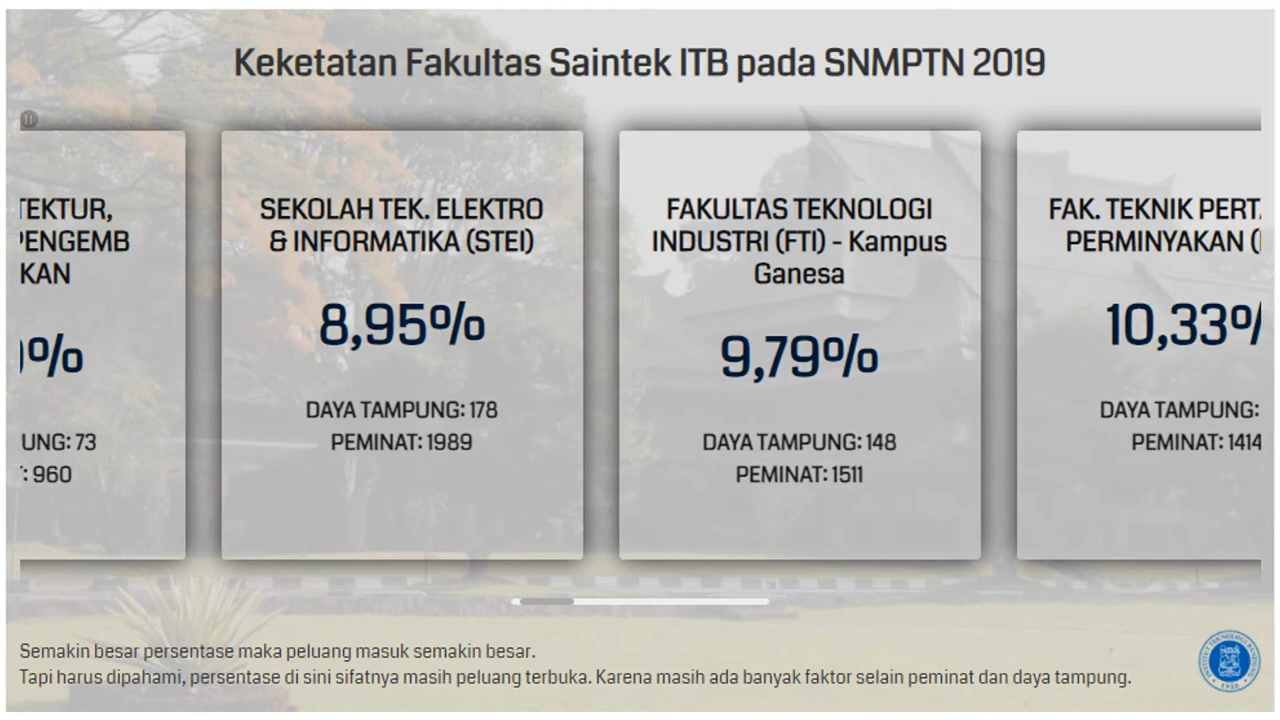 Keketatan Fakultas Saintek ITB pada SNMPTN 2019
TEKTUR,
PENGEMB
KAN
%
UNG: 73
: 960
SEKOLAH TEK. ELEKTRO
& INFORMATIKA (STEI)
8,95%
DAYA TAMPUNG: 178
PEMINAT: 1989
FAKULTAS TEKNOLOGI
INDUSTRI (FTI) - Kampus
Ganesa
9,79%
DAYA TAMPUNG: 148
PEMINAT: 1511
FAK. TEKNIK PERT
PERMINYAKAN (
10,33%
DAYA TAMPUNG:
PEMINAT: 1414
Semakin besar persentase maka peluang masuk semakin besar.
Tapi harus dipahami, persentase di sini sifatnya masih peluang terbuka. Karena masih ada banyak faktor selain peminat dan daya tampung.
INSTITUT TEKNOLOGI BANDUNG
1920